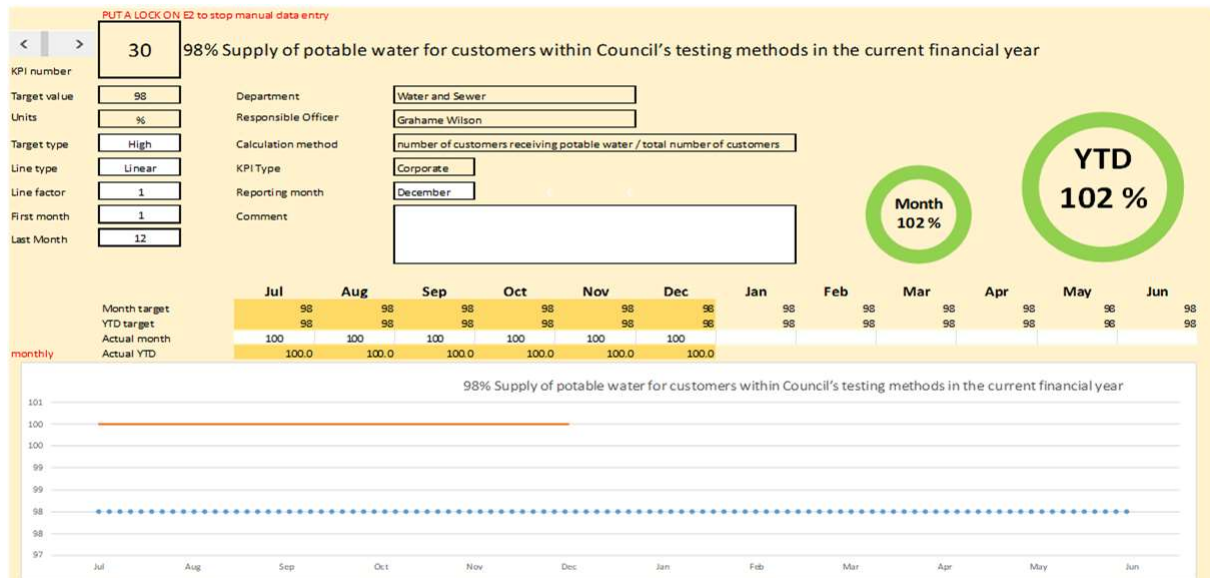 PUT A LOCK ON E2 to stop manual data entry
< >
30
98% Supply of potable water for customers within Council's testing methods in the current financial year
KPI number
Target value 98 Department Water and Sewer
Units % Responsible Officer Grahame Wilson
Target type High Calculation method number of customers receiving potable water / total number of customers
Line type Linear KPI Type Corporate
Line factor 1 Reporting month December
First month 1 Comment
Last Month 12
Month
102 %
YTD
102 %
Jul Aug Sep Oct Nov Dec Jan Feb Mar Apr May Jun
Month target 98 98 98 98 98 98 98 98 98 98 98 98
YTD target 98 98 98 98 98 98 98 98 98 98 98 98
Actual month 100 100 100 100 100 100
monthly Actual YTD 100.0 100.0 100.0 100.0 100.0 100.0
98% Supply of potable water for customers within Council's testing methods in the current financial year
101
100
100
99
99
98
98
97
Jul Aug Sep Oct Nov Dec Jan Feb Mar Apr May Jun